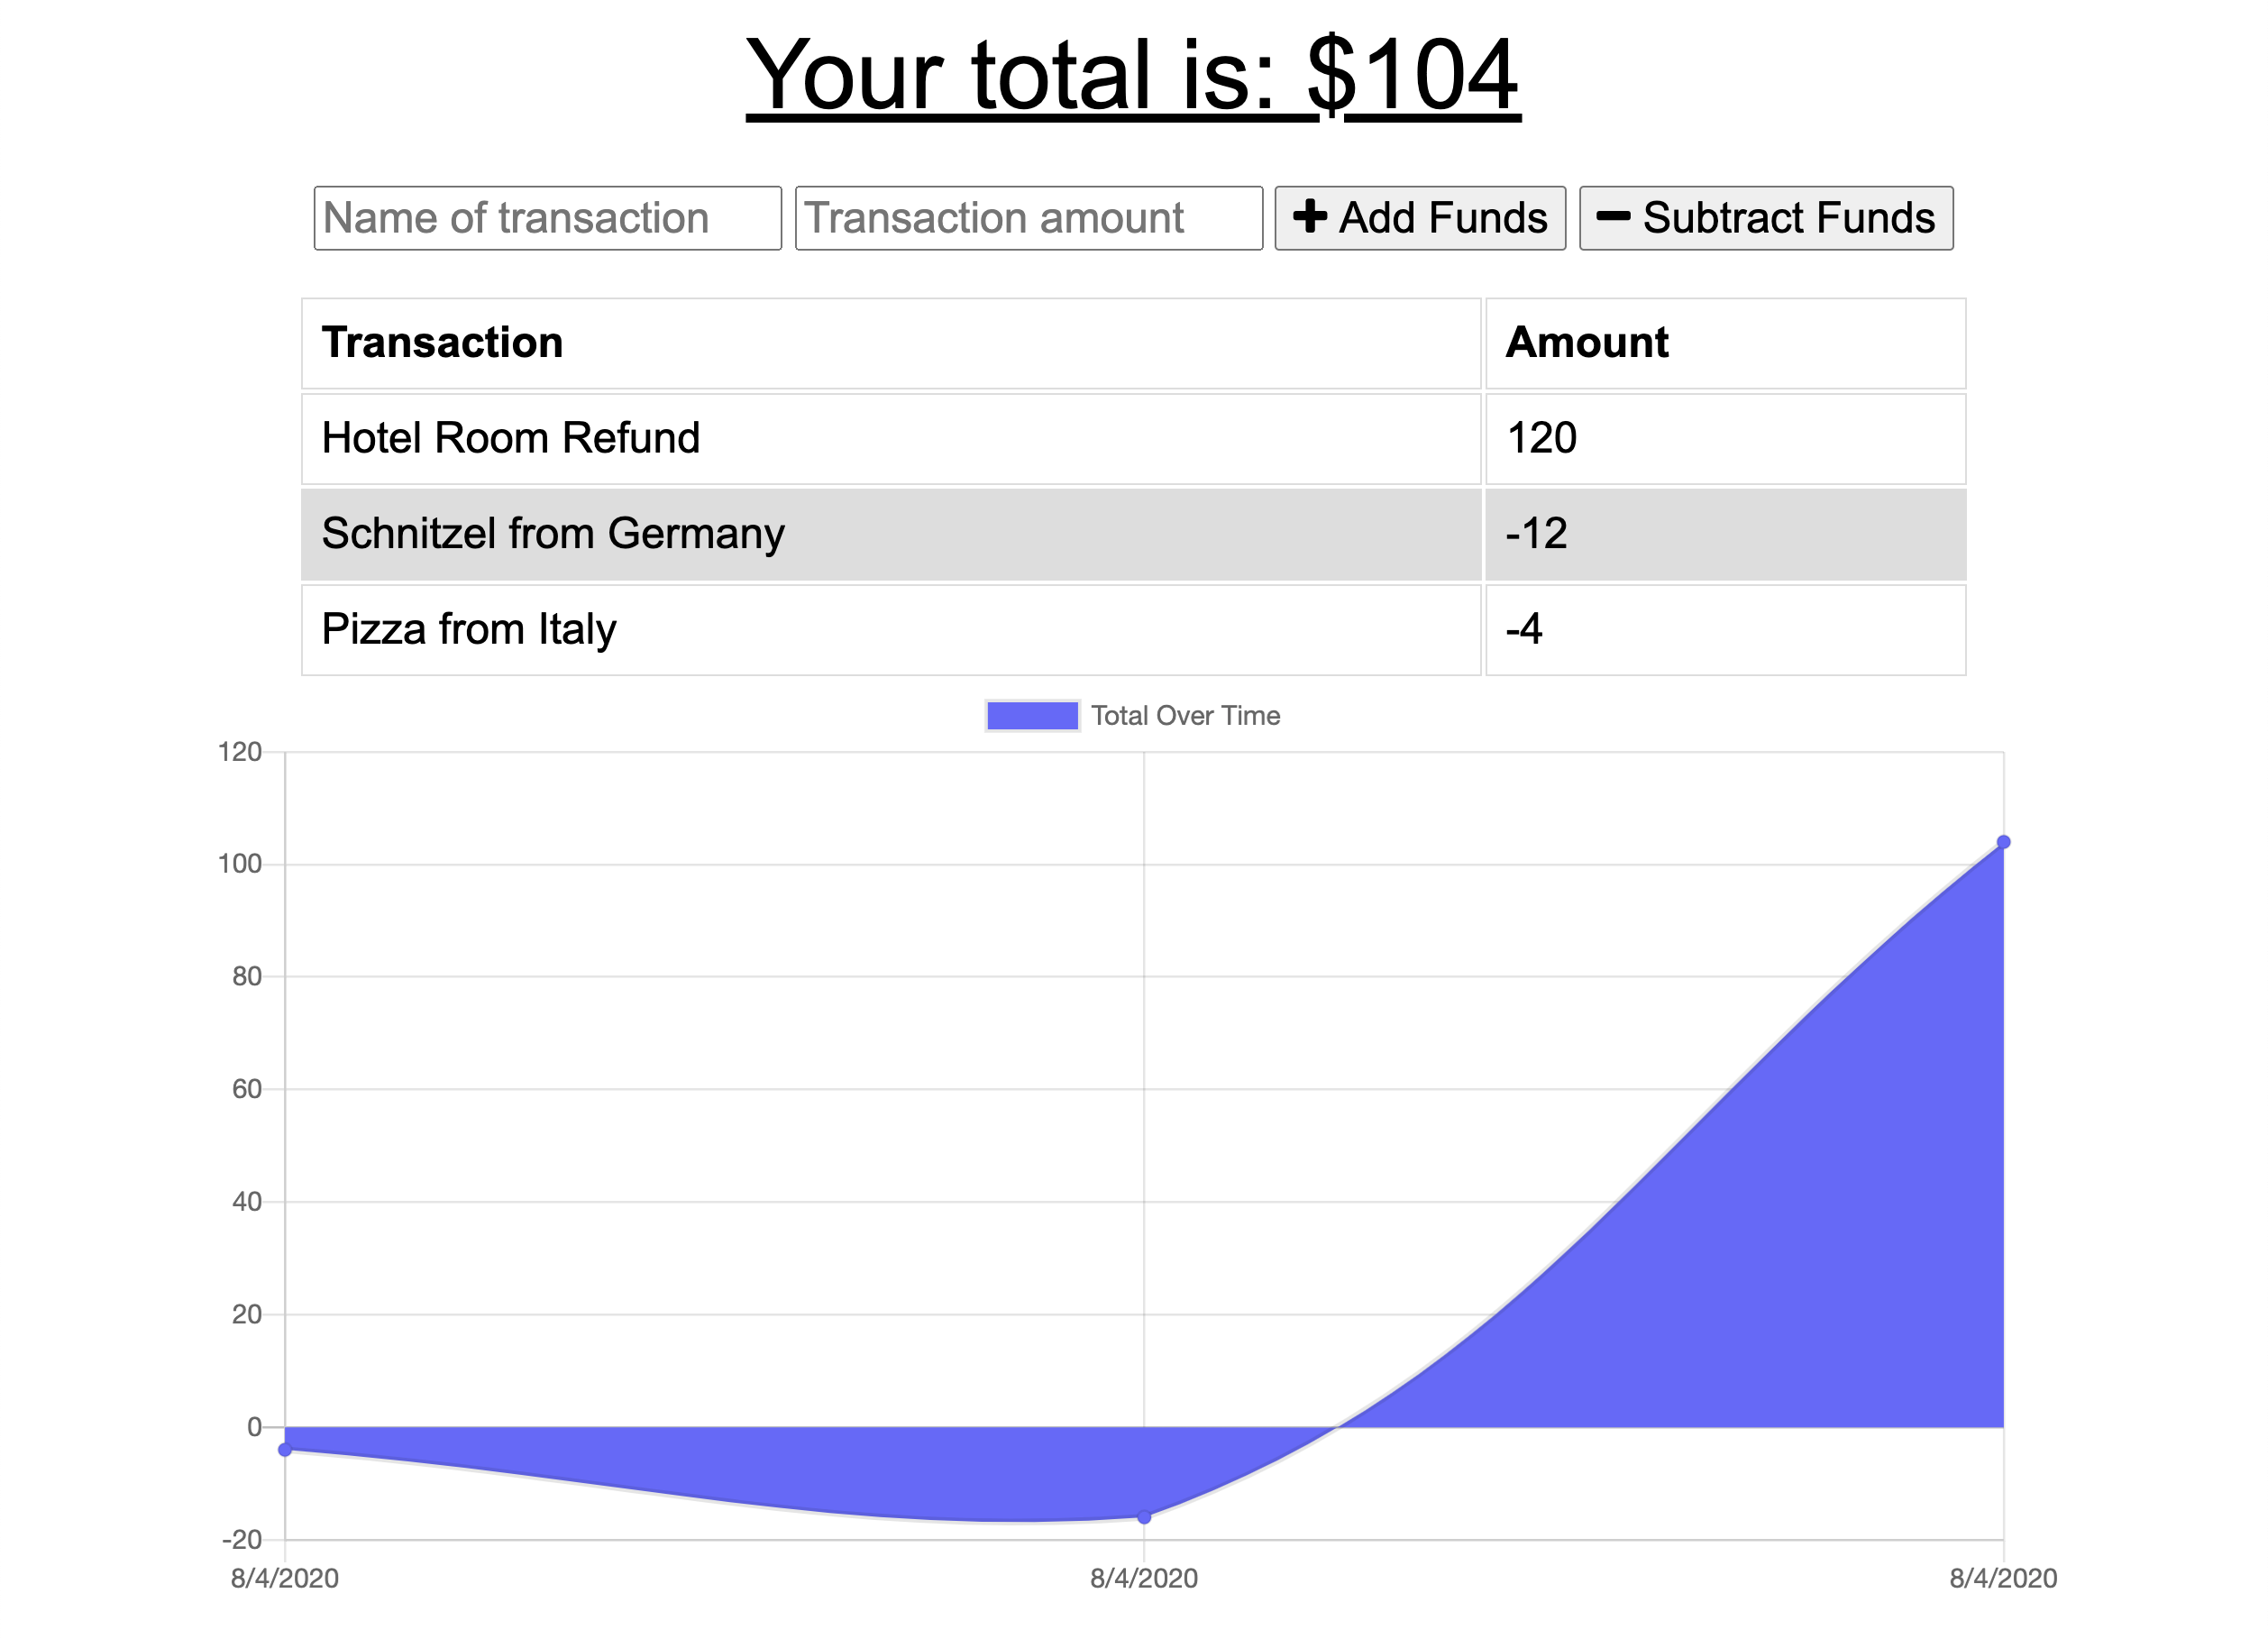 Your total is: $104
Name of transaction Transaction amount Add Funds Subtract Funds
Transaction Amount
Hotel Room Refund 120
Schnitzel from Germany -12
Pizza from Italy -4
Total Over Time
120
100
80
60
40
20
0
-20
8/4/2020 8/4/2020 8/4/2020